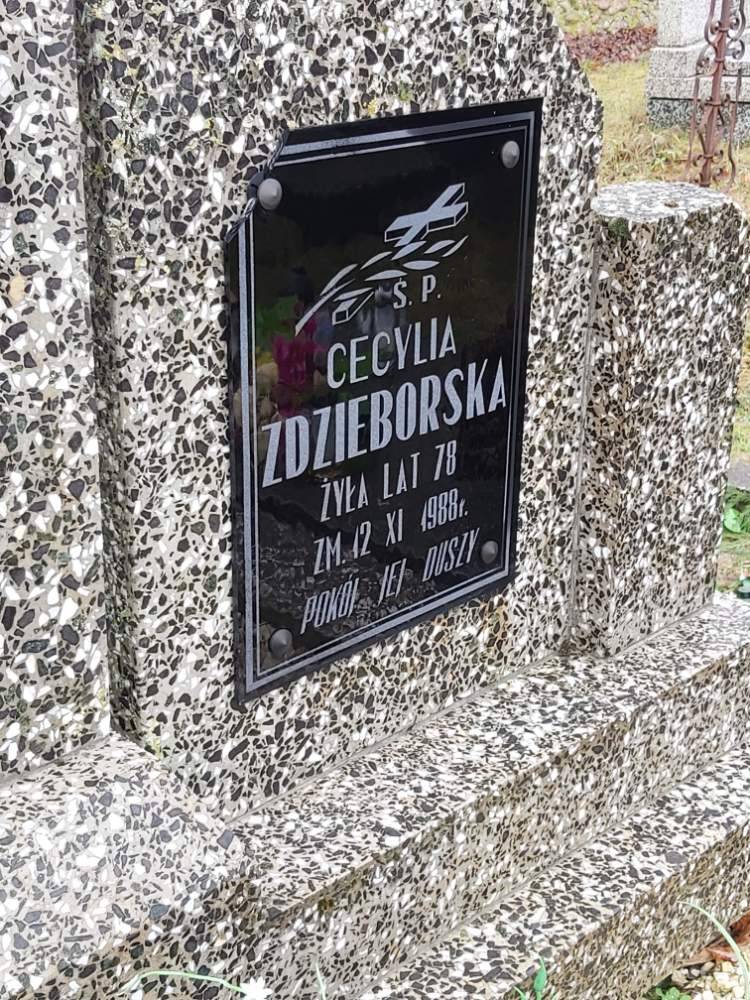 Ś. P.
CECYLIA
ZDZIEBORSKA
ŻYŁA LAT 78
ZM. 12 XI 1988r.
POKÓJ JEJ DUSZY